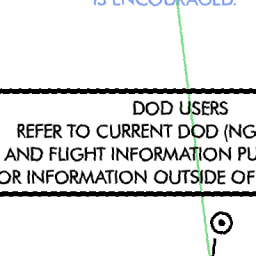 IS ENCOURAGED.
DOD USERS
REFER TO CURRENT DOD (NG
AND FLIGHT INFORMATION PU
OR INFORMATION OUTSIDE OF